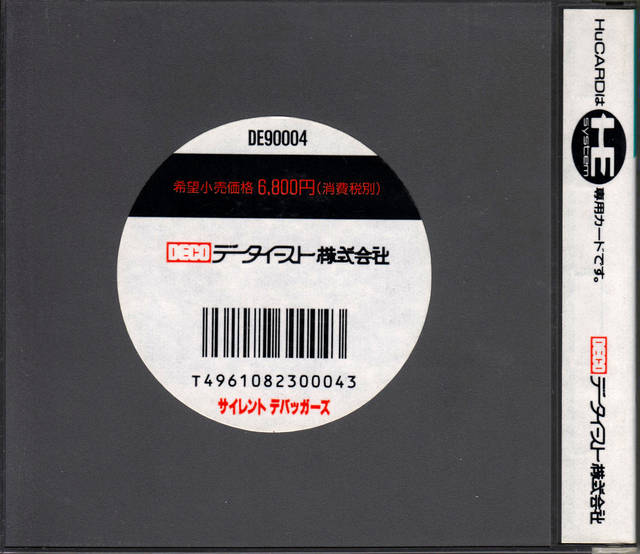 DE90004
希望小売価格 6,800円(消費税別)
DECO データイースト株式会社
T4961082300043
サイレント デバッガーズ
HuCARDは HE system 専用カードです。
DECO データイースト株式会社